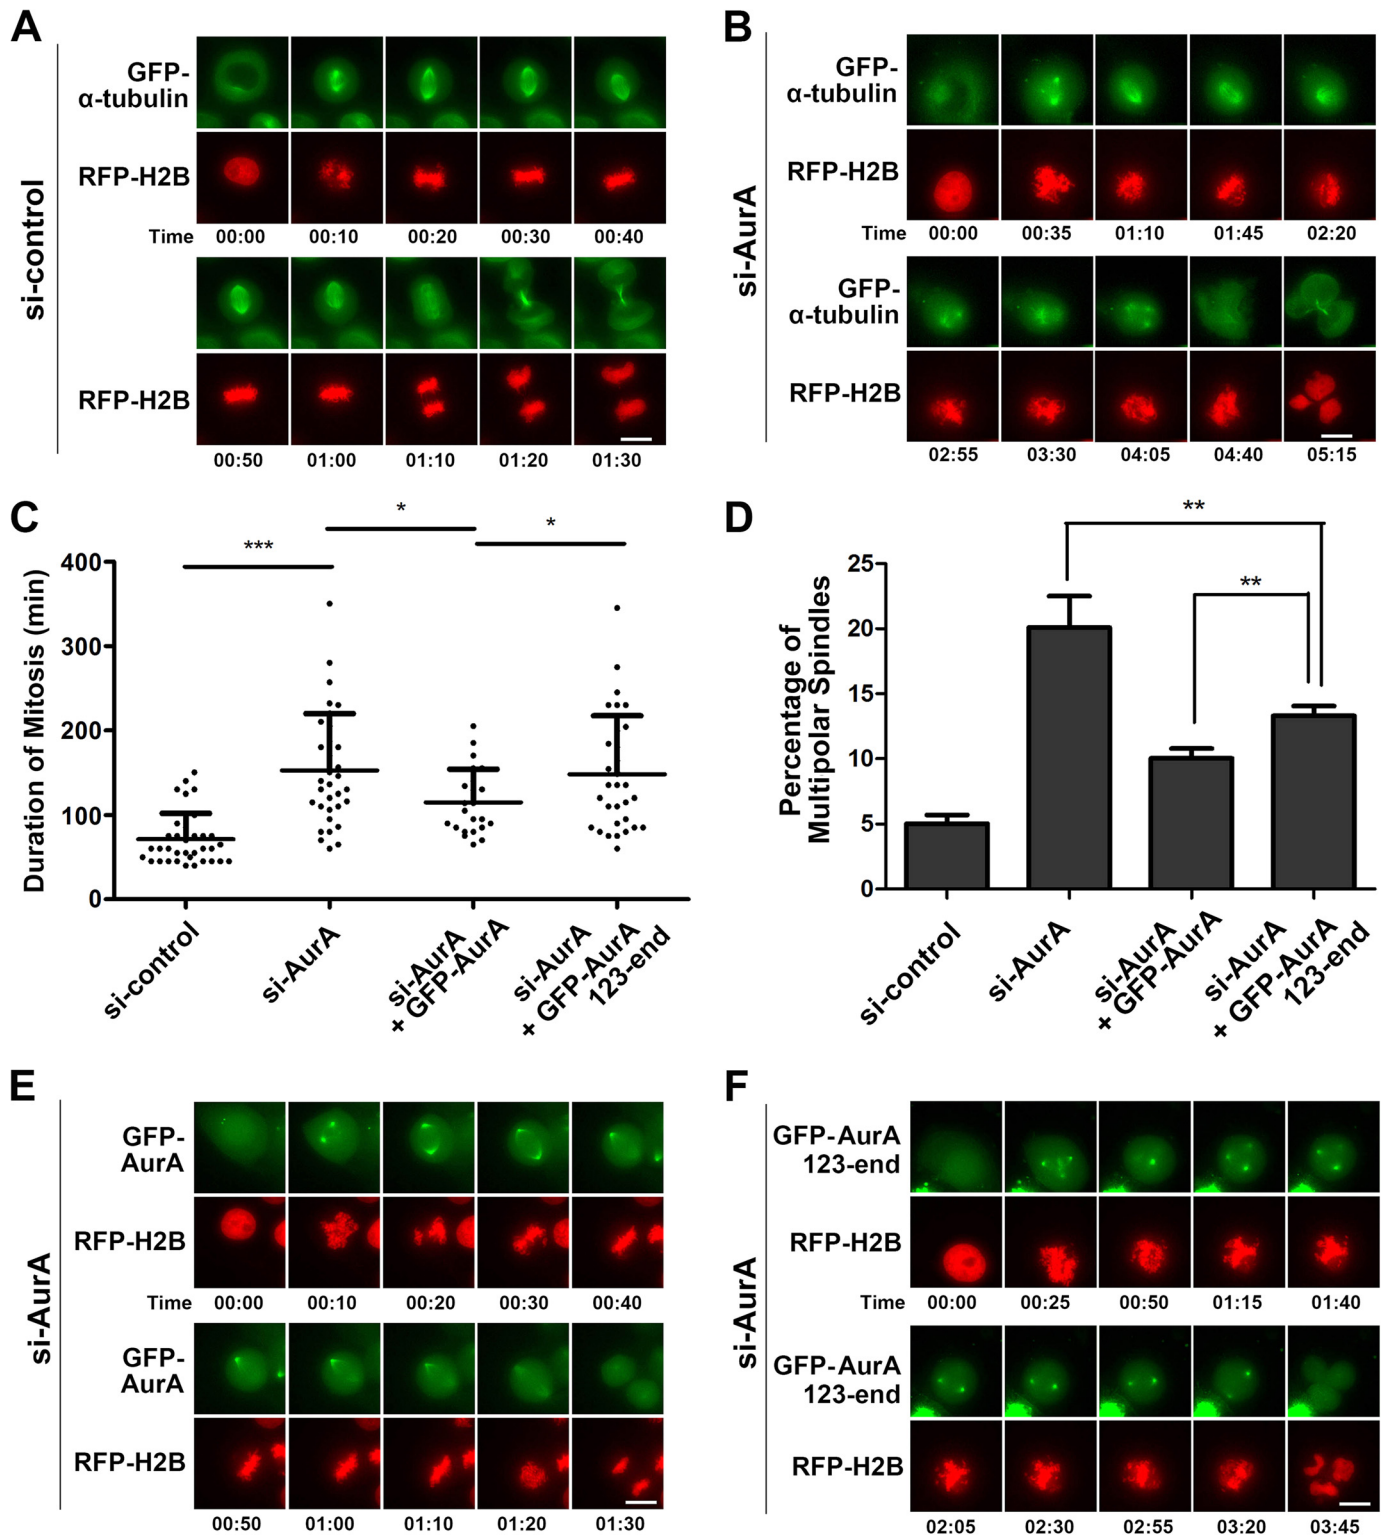 A
si-control
GFP-
α-tubulin
RFP-H2B
Time 00:00 00:10 00:20 00:30 00:40
RFP-H2B
00:50 01:00 01:10 01:20 01:30
B
si-AurA
GFP-
α-tubulin
RFP-H2B
Time 00:00 00:35 01:10 01:45 02:20
GFP-
α-tubulin
RFP-H2B
02:55 03:30 04:05 04:40 05:15
C
Duration of Mitosis (min)
400
300
200
100
0
***
*
*
si-control
si-AurA
si-AurA
+ GFP-AurA
si-AurA
+ GFP-AurA
123-end
D
Percentage of
Multipolar Spindles
25
20
15
10
5
0
**
**
si-control
si-AurA
si-AurA
+ GFP-AurA
si-AurA
+ GFP-AurA
123-end
E
si-AurA
GFP-
AurA
RFP-H2B
Time 00:00 00:10 00:20 00:30 00:40
GFP-
AurA
RFP-H2B
00:50 01:00 01:10 01:20 01:30
F
si-AurA
GFP-AurA
123-end
RFP-H2B
Time 00:00 00:25 00:50 01:15 01:40
GFP-AurA
123-end
RFP-H2B
02:05 02:30 02:55 03:20 03:45